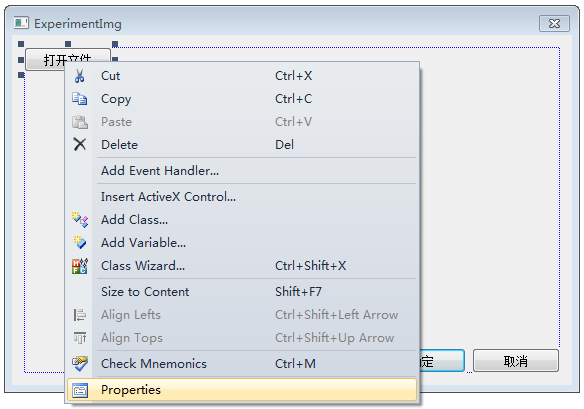 ExperimentImg
打开文件
Cut Ctrl+X
Copy Ctrl+C
Paste Ctrl+V
Delete Del
Add Event Handler...
Insert ActiveX Control...
Add Class...
Add Variable...
Class Wizard... Ctrl+Shift+X
Size to Content Shift+F7
Align Lefts Ctrl+Shift+Left Arrow
Align Tops Ctrl+Shift+Up Arrow
Check Mnemonics Ctrl+M
定 取消
Properties